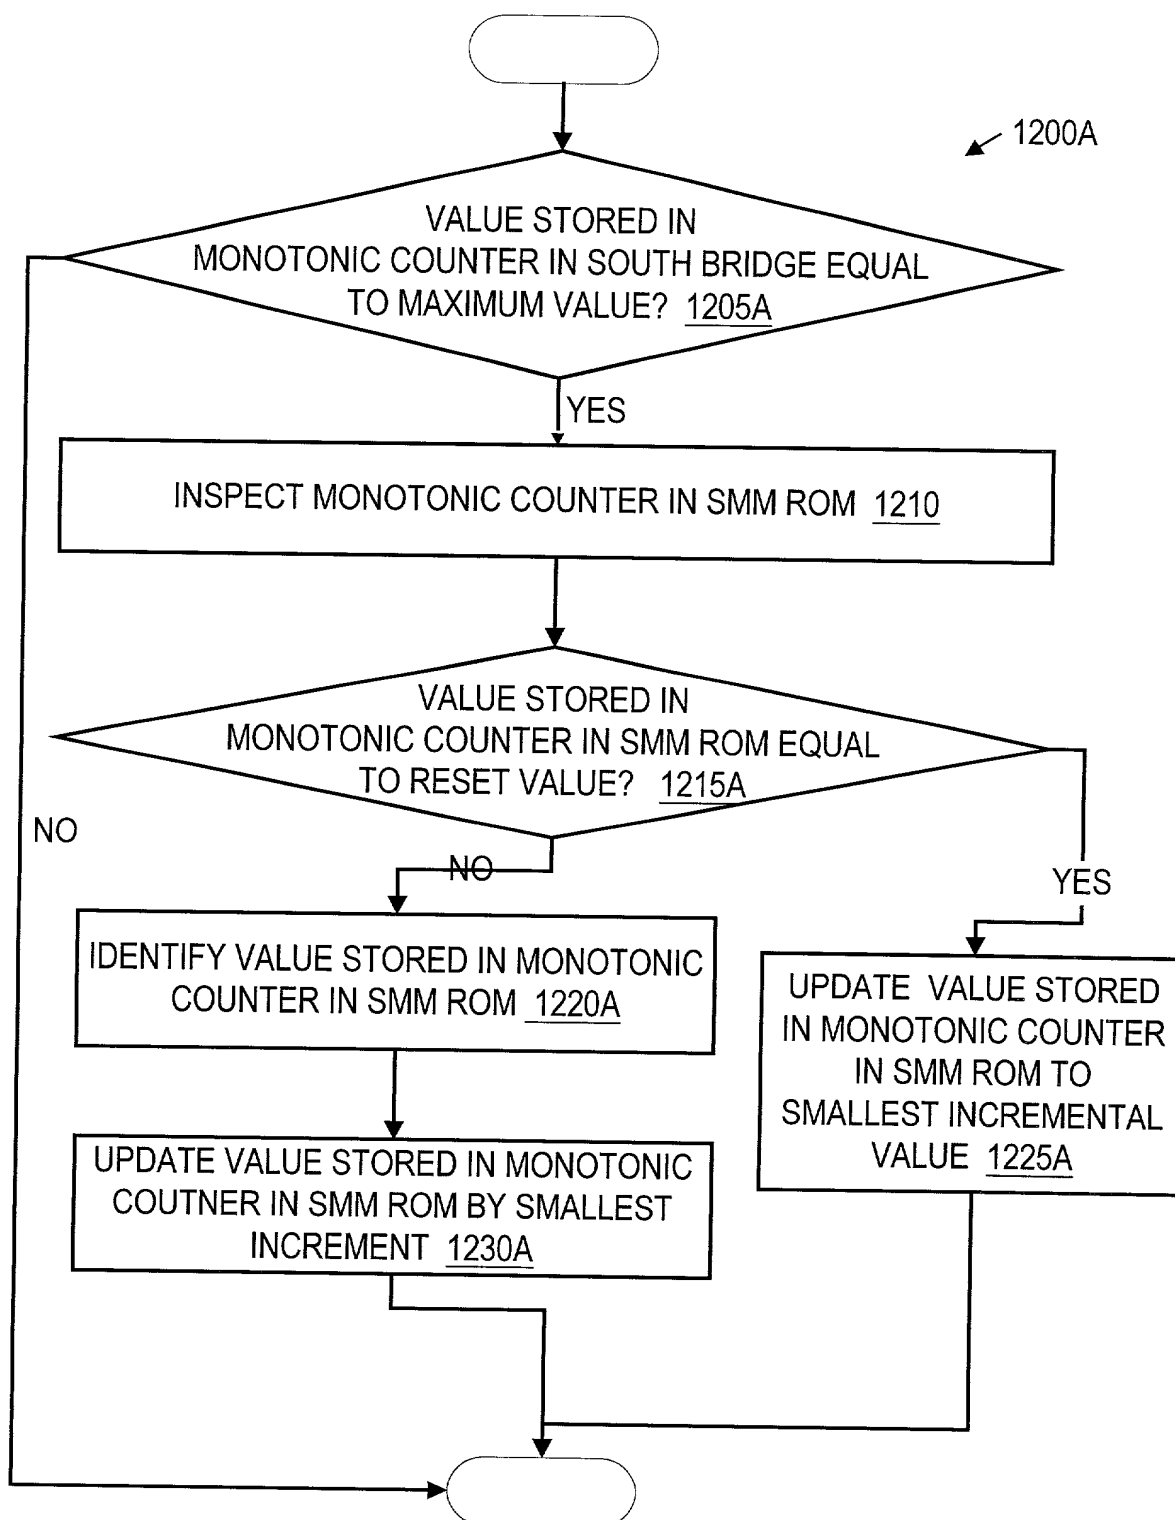 1200A
VALUE STORED IN
MONOTONIC COUNTER IN SOUTH BRIDGE EQUAL
TO MAXIMUM VALUE? 1205A
YES
INSPECT MONOTONIC COUNTER IN SMM ROM 1210
VALUE STORED IN
MONOTONIC COUNTER IN SMM ROM EQUAL
TO RESET VALUE? 1215A
NO
NO
YES
IDENTIFY VALUE STORED IN MONOTONIC
COUNTER IN SMM ROM 1220A
UPDATE VALUE STORED
IN MONOTONIC COUNTER
IN SMM ROM TO
SMALLEST INCREMENTAL
VALUE 1225A
UPDATE VALUE STORED IN MONOTONIC
COUTNER IN SMM ROM BY SMALLEST
INCREMENT 1230A